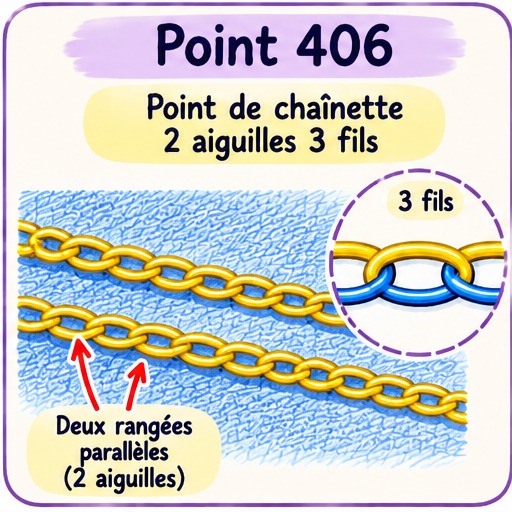 Point 406
Point de chaînette
2 aiguilles 3 fils
3 fils
Deux rangées
parallèles
(2 aiguilles)